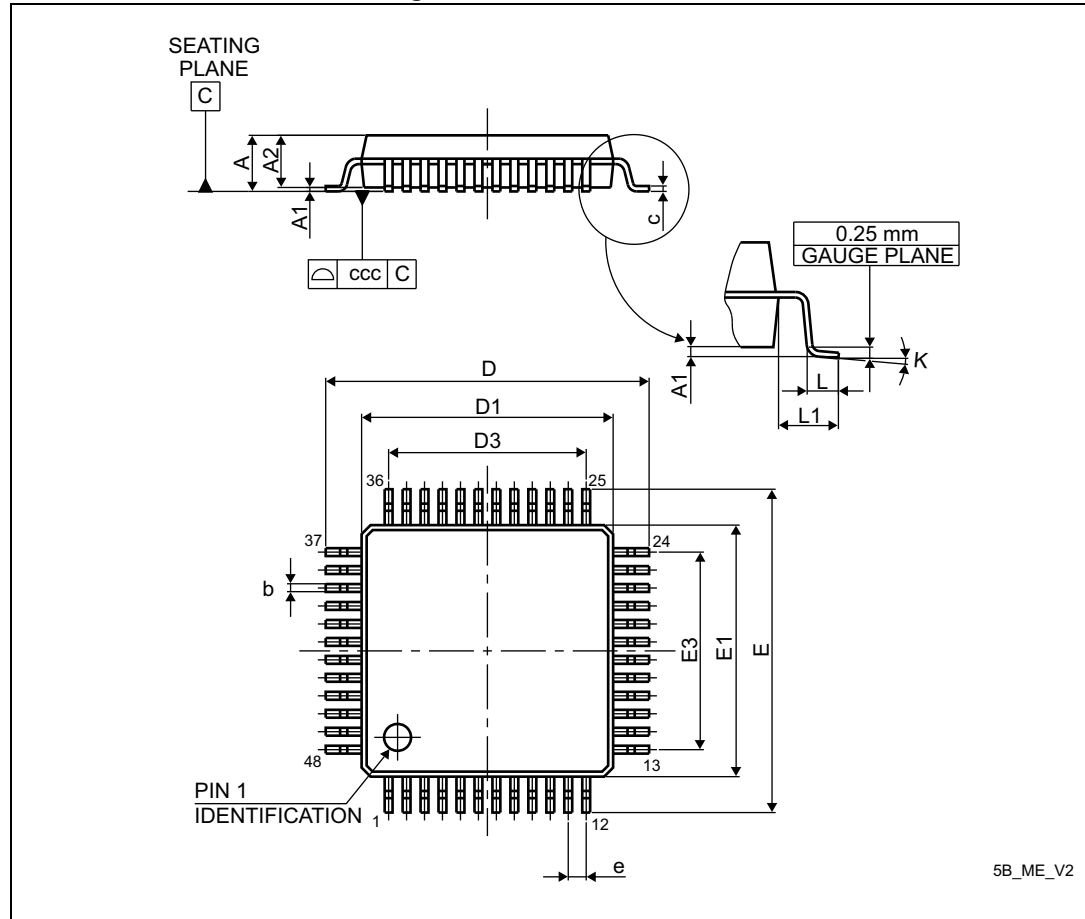 SEATING
PLANE
C
A
A2
A1
c
ccc C
0.25 mm
GAUGE PLANE
A1
K
L
L1
D
D1
D3
36
25
37
24
b
E3
E1
E
48
13
PIN 1
IDENTIFICATION
1
12
e
5B_ME_V2